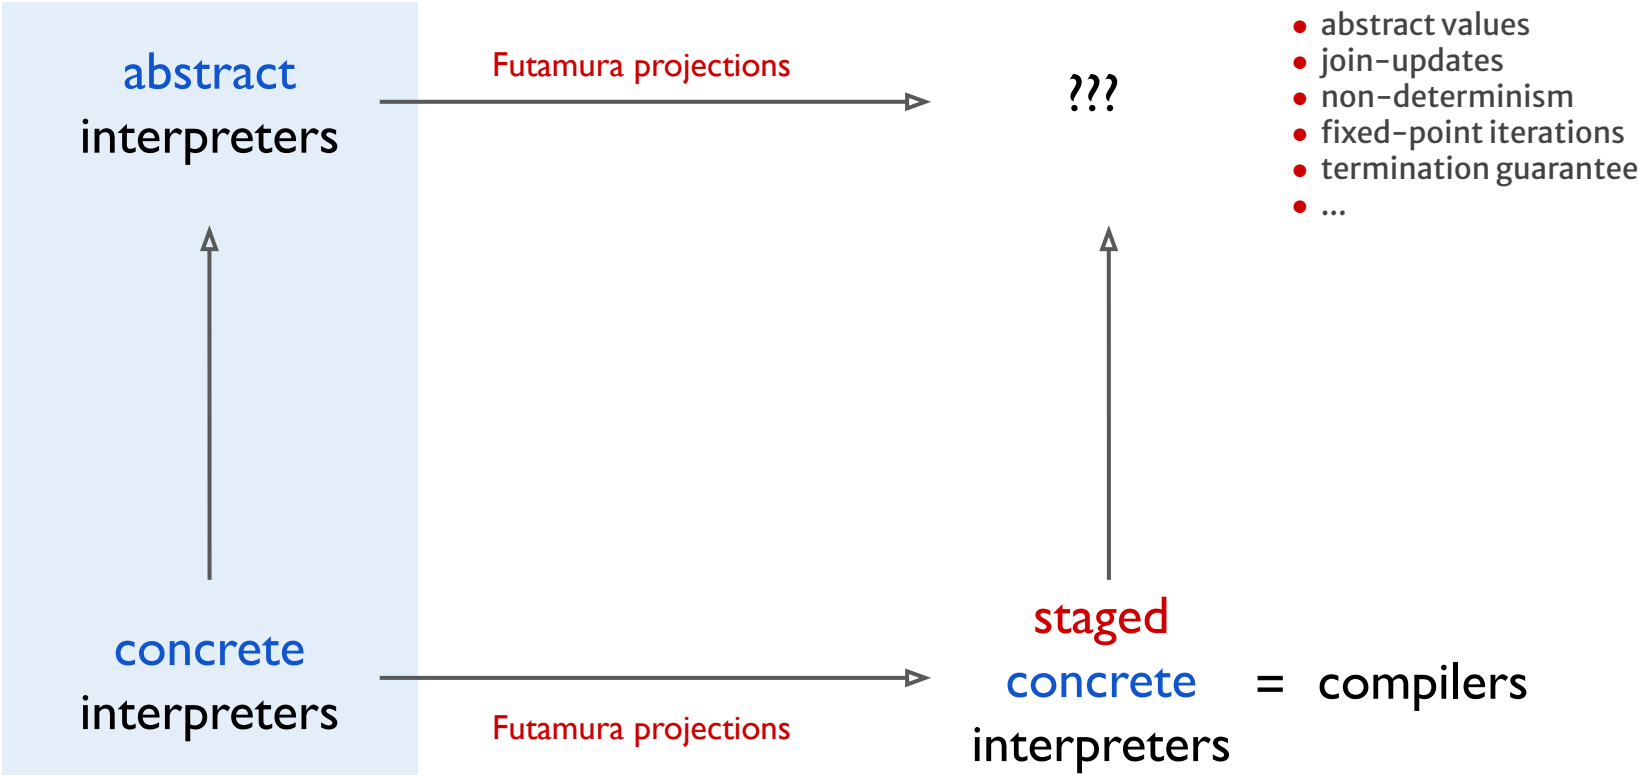 abstract
interpreters
Futamura projections
???
● abstract values
● join-updates
● non-determinism
● fixed-point iterations
● termination guarantee
● ...
concrete
interpreters
Futamura projections
staged
concrete
interpreters
= compilers